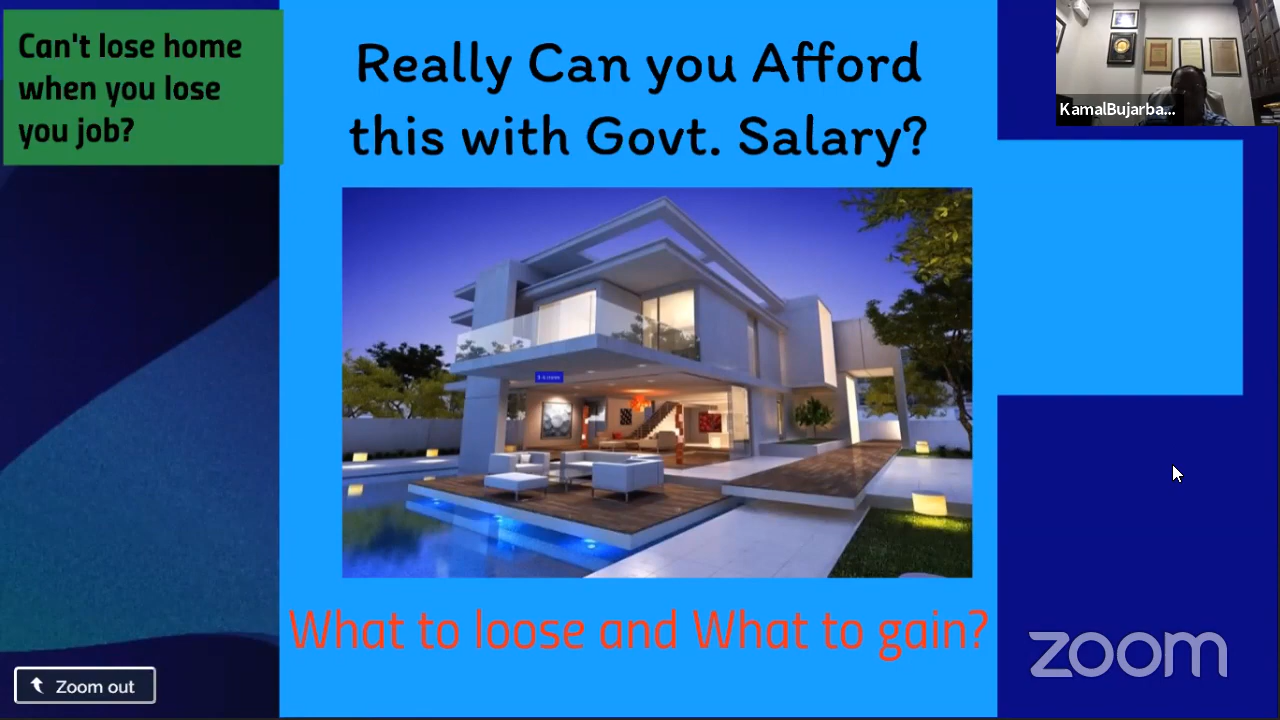 Can't lose home
when you lose
you job?
Really Can you Afford
this with Govt. Salary?
KamalBujarba...
What to loose and What to gain?
zoom
Zoom out